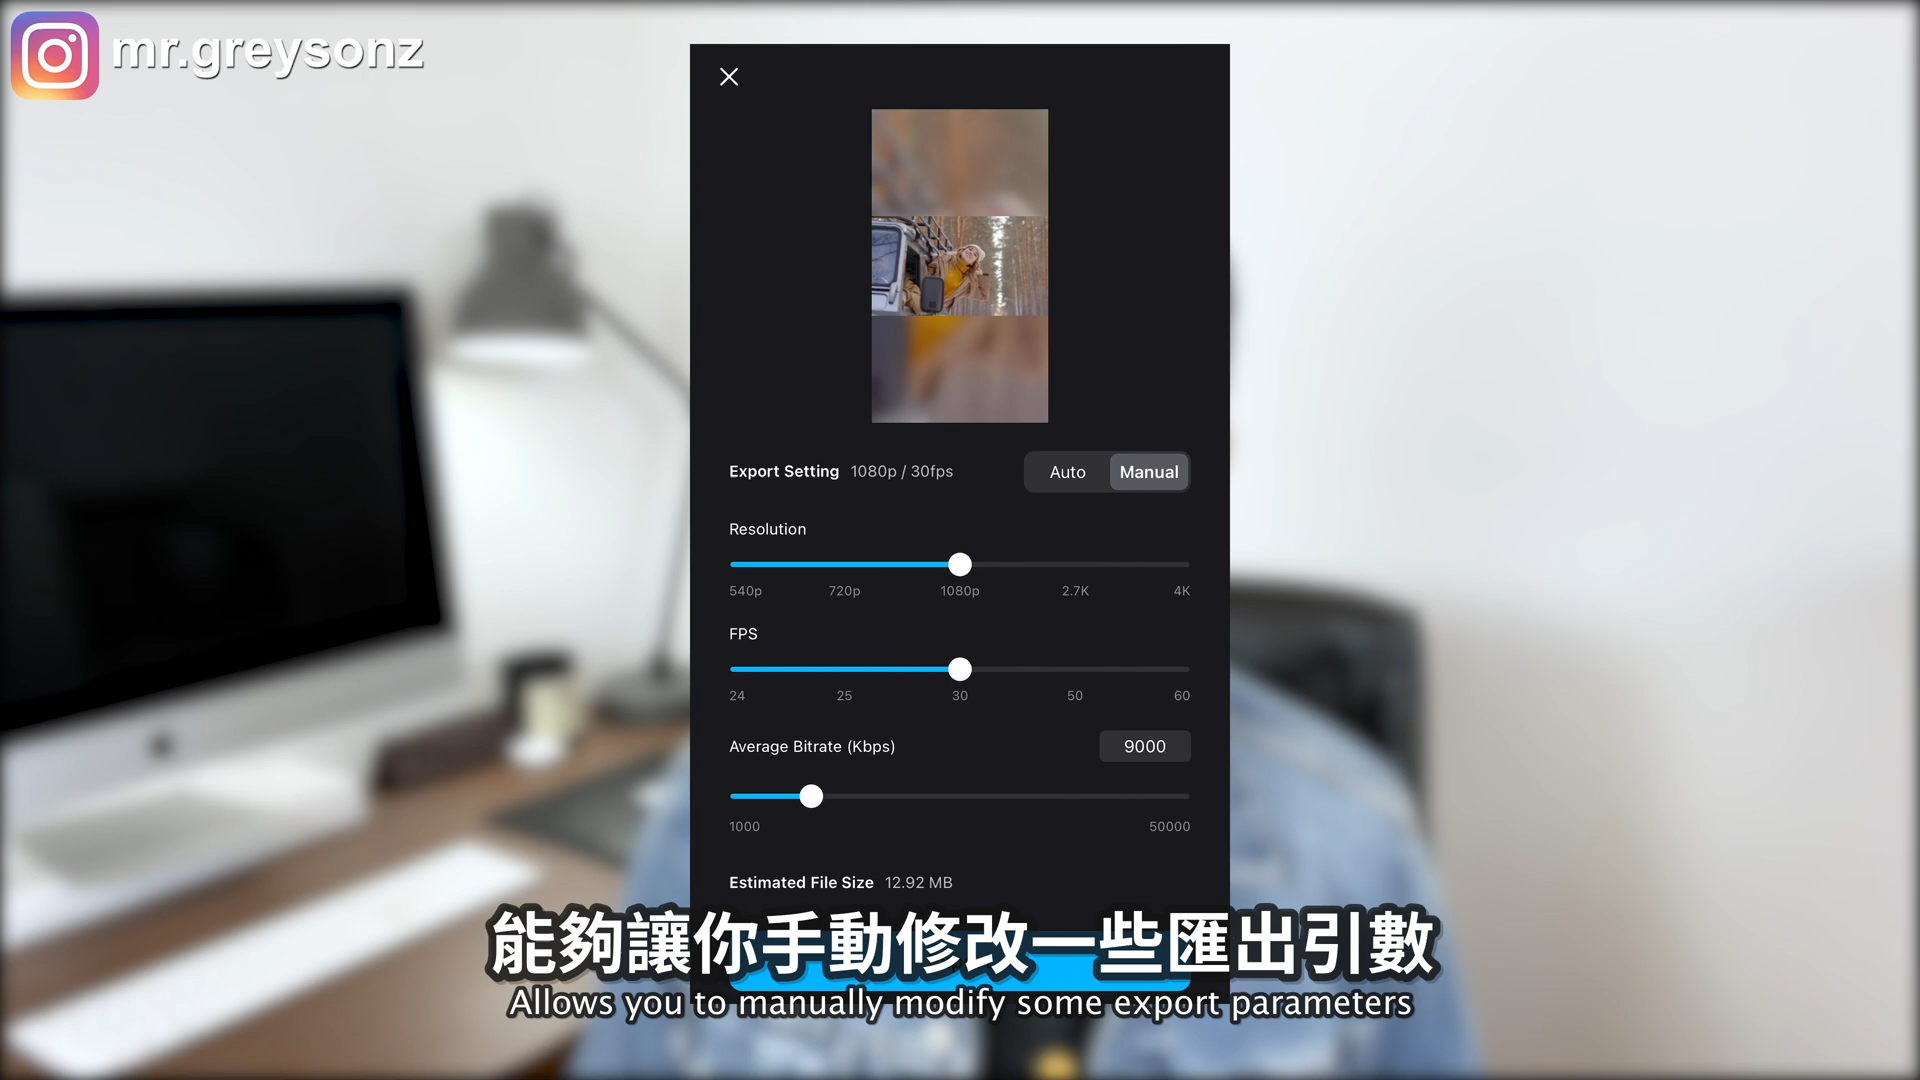 mr.greysonz
Export Setting 1080p / 30fps Auto Manual
Resolution
540p 720p 1080p 2.7K 4K
FPS
24 25 30 50 60
Average Bitrate (Kbps) 9000
1000 50000
Estimated File Size 12.92 MB
能夠讓你手動修改一些匯出引數
Allows you to manually modify some export parameters